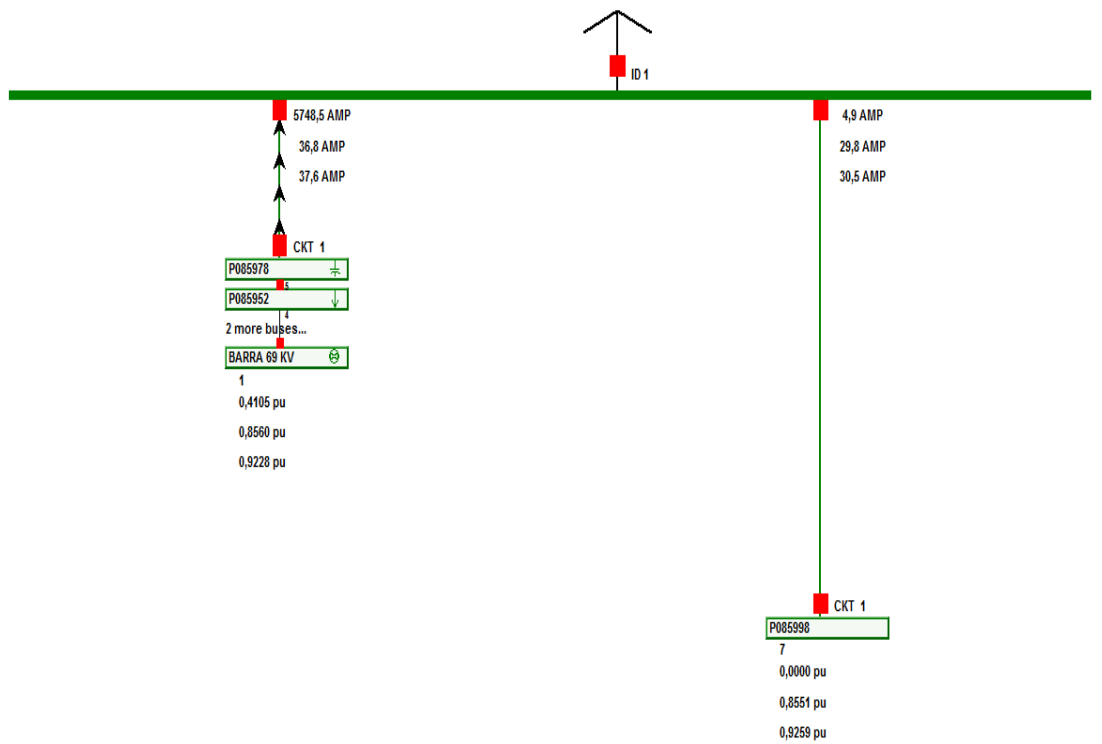 ID 1
5748,5 AMP
36,8 AMP
37,6 AMP
CKT 1
P085978
5
P085952
4
2 more buses...
BARRA 69 KV
1
0,4105 pu
0,8560 pu
0,9228 pu
4,9 AMP
29,8 AMP
30,5 AMP
CKT 1
P085998
7
0,0000 pu
0,8551 pu
0,9259 pu